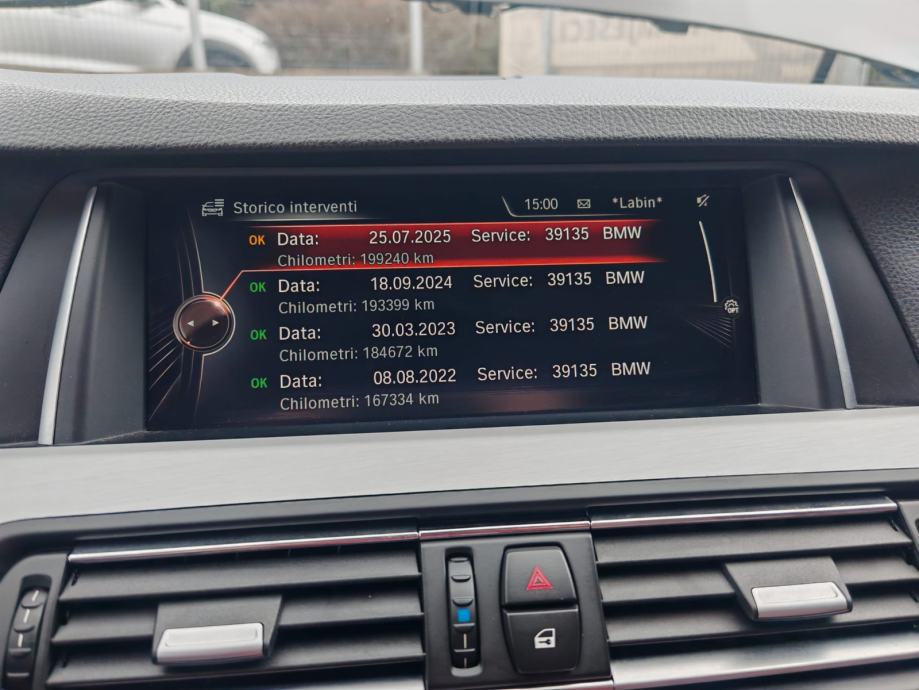 Storico interventi 15:00 *Labin*
OK Data: 25.07.2025 Service: 39135 BMW
Chilometri: 199240 km
OK Data: 18.09.2024 Service: 39135 BMW
Chilometri: 193399 km
OK Data: 30.03.2023 Service: 39135 BMW
Chilometri: 184672 km
OPT
OK Data: 08.08.2022 Service: 39135 BMW
Chilometri: 167334 km